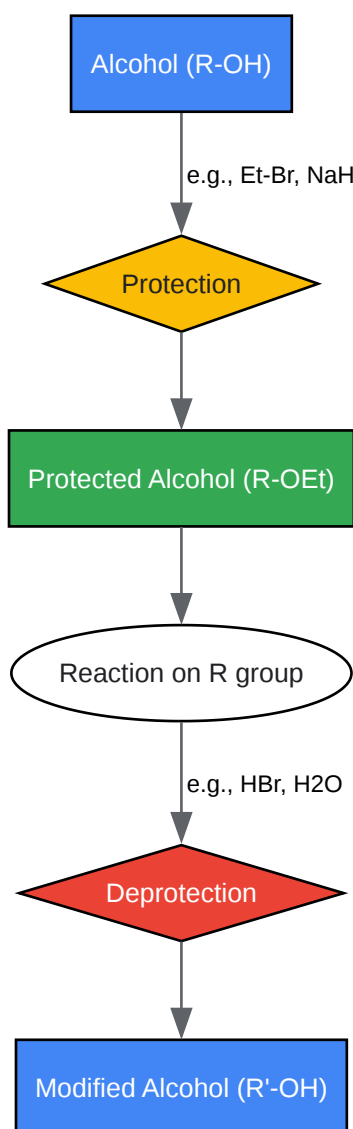 Alcohol (R-OH)
e.g., Et-Br, NaH
Protection
Protected Alcohol (R-OEt)
Reaction on R group
e.g., HBr, H2O
Deprotection
Modified Alcohol (R'-OH)